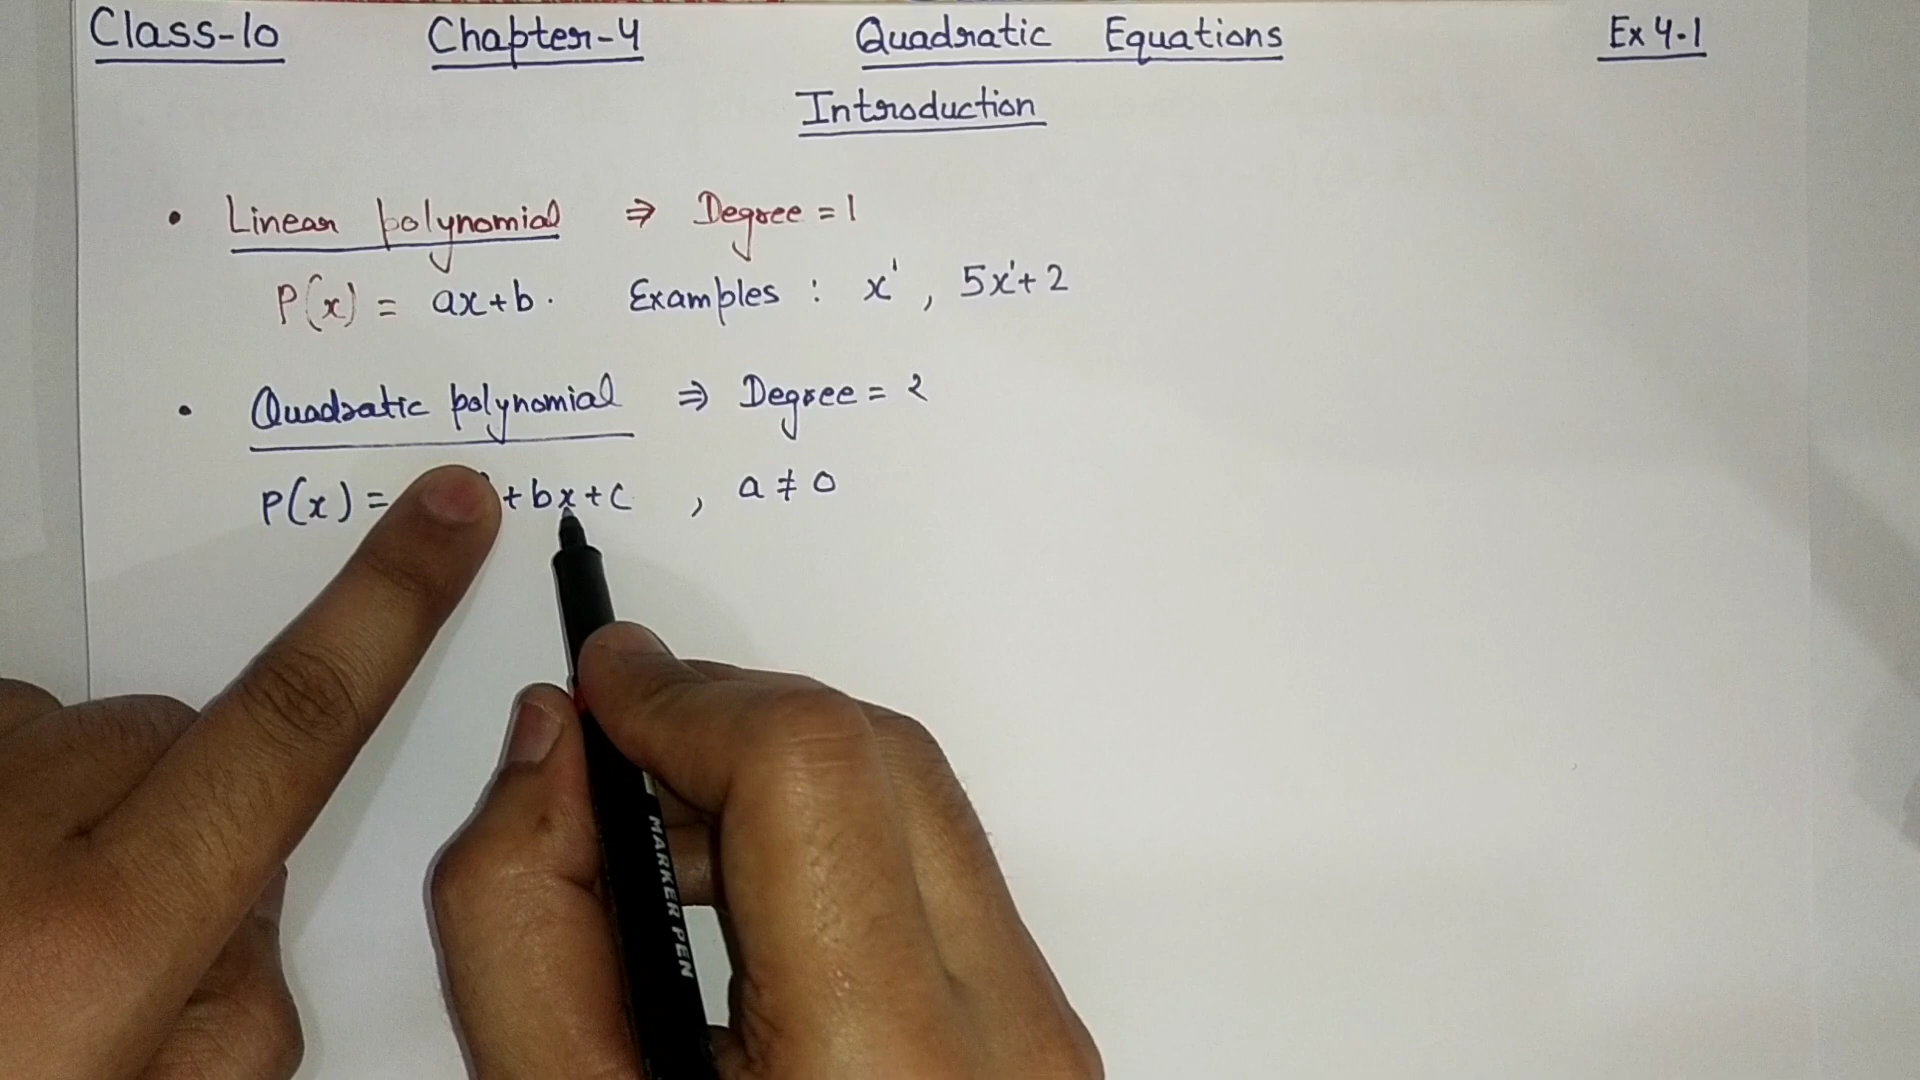 Class-10 Chapter-4 Quadratic Equations Ex 4.1
Introduction
• Linear polynomial ⇒ Degree = 1
P(x) = ax+b. Examples : x¹, 5x¹+2
• Quadratic polynomial ⇒ Degree = 2
P(x) = +bx+c , a ≠ 0
MARKER PEN